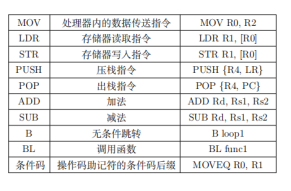 MOV 处理器内的数据传送指令 MOV R0, R2
LDR 存储器读取指令 LDR R1, [R0]
STR 存储器写入指令 STR R1, [R0]
PUSH 压栈指令 PUSH {R4, LR}
POP 出栈指令 POP {R4, PC}
ADD 加法 ADD Rd, Rs1, Rs2
SUB 减法 SUB Rd, Rs1, Rs2
B 无条件跳转 B loop1
BL 调用函数 BL func1
条件码 操作码助记符的条件码后缀 MOVEQ R0, R1